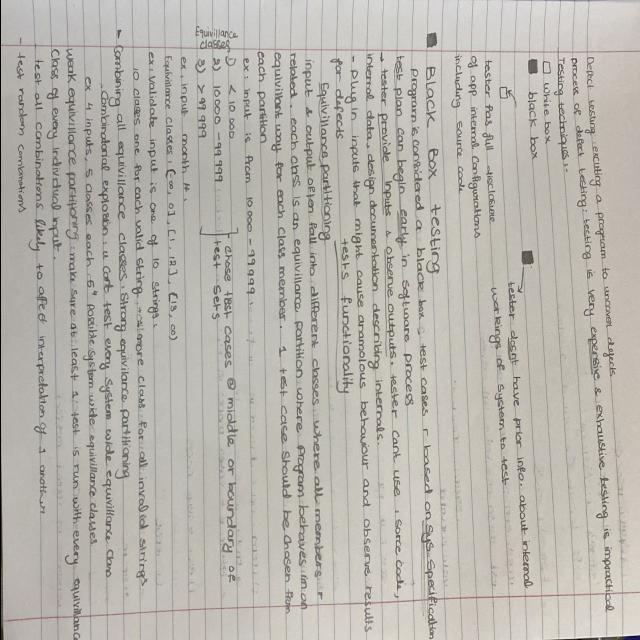 Defect testing: excuting a program to uncover defects
process of defect testing: testing is very expensive & exhaustive testing is impractical
Testing techniques:
□ white box
■ black box
□ tester has full disclosure of app internal configurations including source code
■ → tester doesnt have prior info. about internal workings of system to test
■ Black box testing
program is considered a black box & test cases r based on sys. specification
test plan can begin early in software process
→ tester provide inputs & observe outputs. tester cant use: sorce code, internal data, design documentation describing internals.
- plug in inputs that might cause anamolous behaviour and observe results
for defects
tests functionality
Equivillance partitioning
input & output often fall into different classes where all members r
related. each class is an equivillance partition where program behaves in an
equivillant way for each class member. 1 test case should be chosen from
each partition
ex: input is from 10 000 - 99 999.
Equivillance classes
1) < 10 000
2) 10 000 - 99 999
3) > 99 999
chose test cases @ middle or boundary of
test sets
ex. input month #.
Equivillance classes: [-∞, 0], [1, 12], [13, ∞)
ex. validate input is one of 10 strings:
10 classes one for each valid string 1 more class for all invalid strings
- Combining all equivillance classes, Strong equivilance partitioning
Combinatorial explosion: u cant test every system wide equivillance class
ex 4 inputs, 5 classes each. 5⁴ possible system wide equivillance classes
weak equivillance partitioning: make sure at least 1 test is run with every equivillance
class of every individual input.
- test all combinations likely to affect interpretation of 1 another
- test random combinations